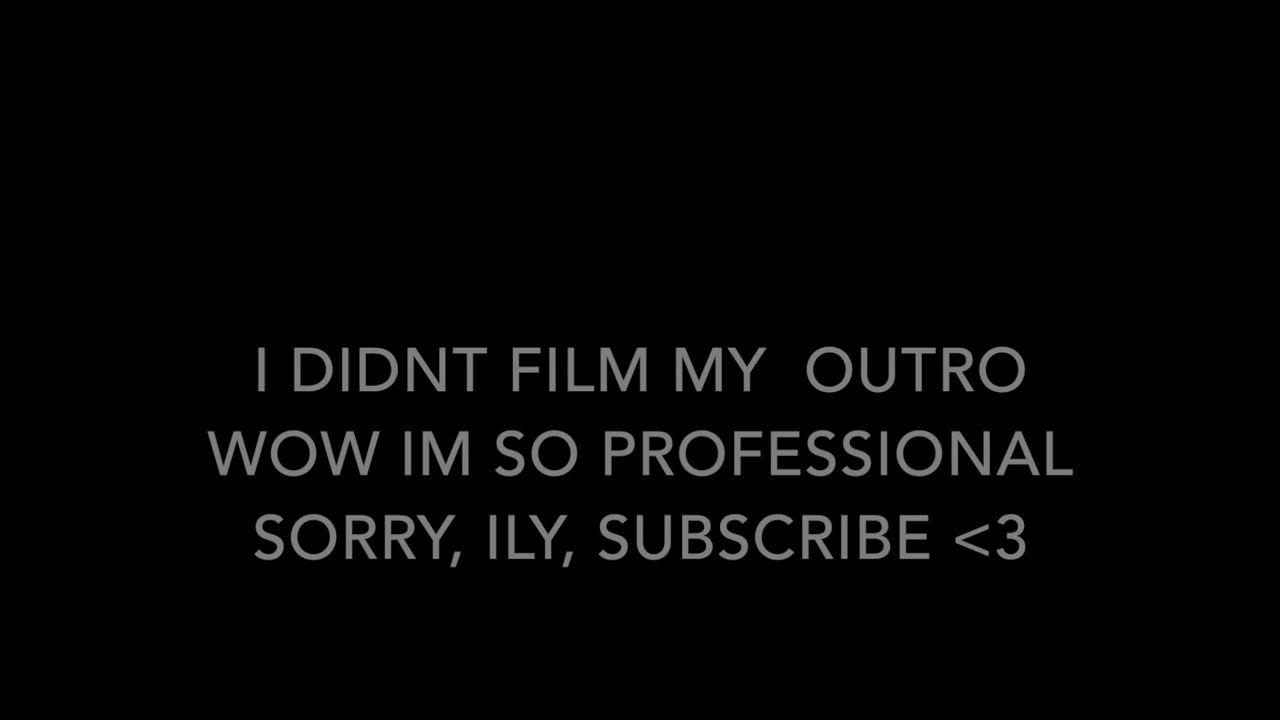 I DIDNT FILM MY  OUTRO
WOW IM SO PROFESSIONAL
SORRY, ILY, SUBSCRIBE <3